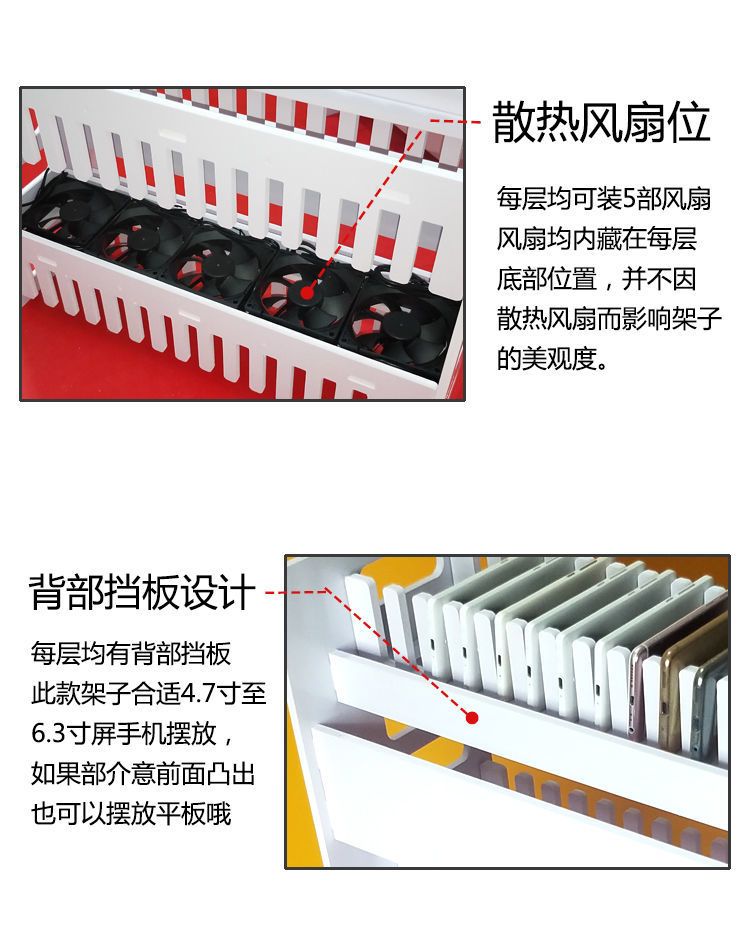 散热风扇位
每层均可装5部风扇
风扇均内藏在每层
底部位置，并不因
散热风扇而影响架子
的美观度。
背部挡板设计
每层均有背部挡板
此款架子合适4.7寸至
6.3寸屏手机摆放，
如果部介意前面凸出
也可以摆放平板哦